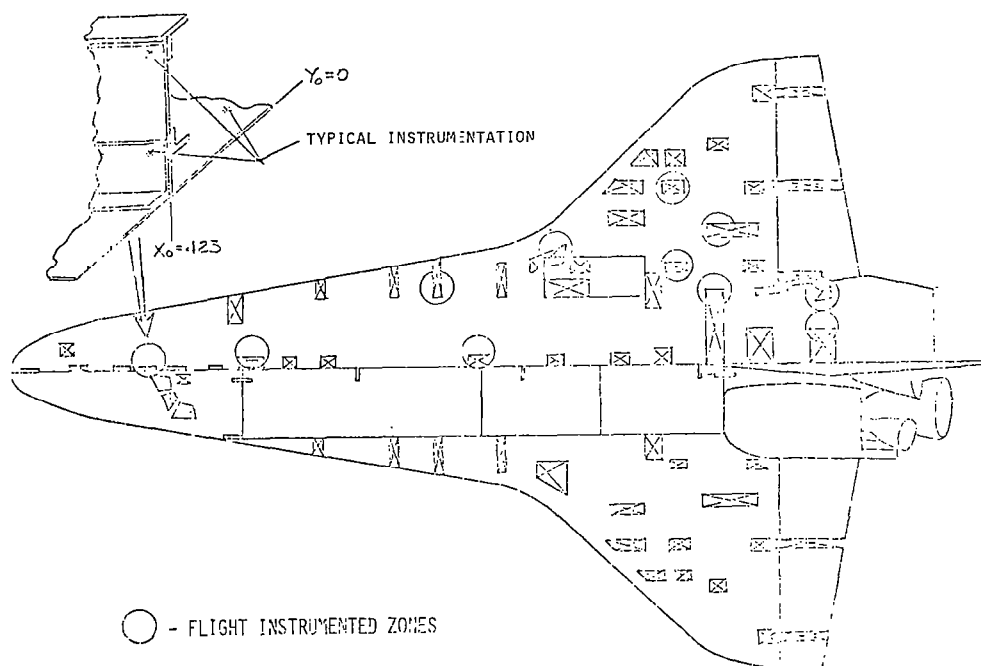 Y₀=0
TYPICAL INSTRUMENTATION
X₀=423
- FLIGHT INSTRUMENTED ZONES